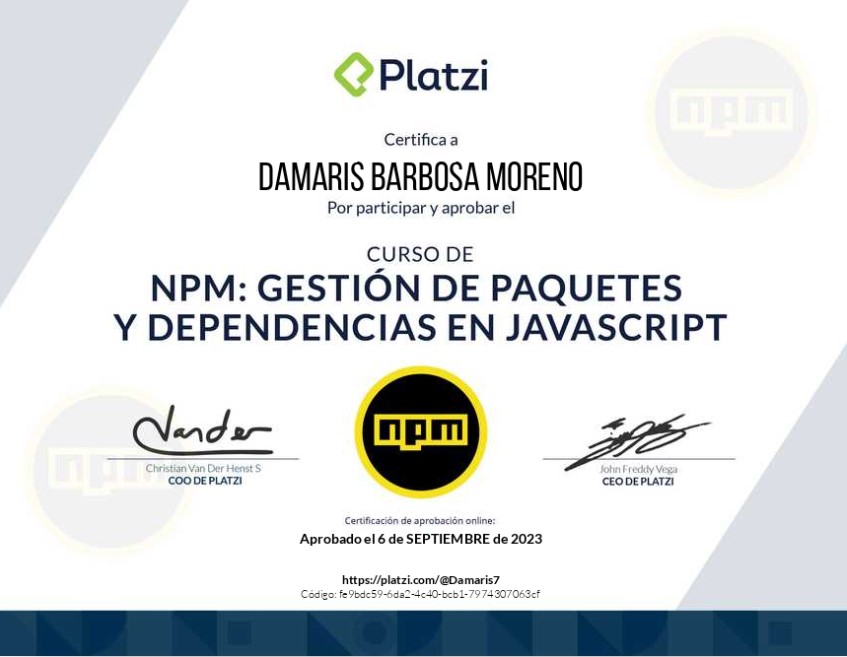 Platzi
npm
Certifica a
DAMARIS BARBOSA MORENO
Por participar y aprobar el
CURSO DE
NPM: GESTIÓN DE PAQUETES
Y DEPENDENCIAS EN JAVASCRIPT
npm
npm
Vander
Christian Van Der Henst S
COO DE PLATZI
John Freddy Vega
CEO DE PLATZI
Certificación de aprobación online:
Aprobado el 6 de SEPTIEMBRE de 2023
https://platzi.com/@Damaris7
Código: fe9bdc59-6da2-4c40-bcb1-7974307063cf